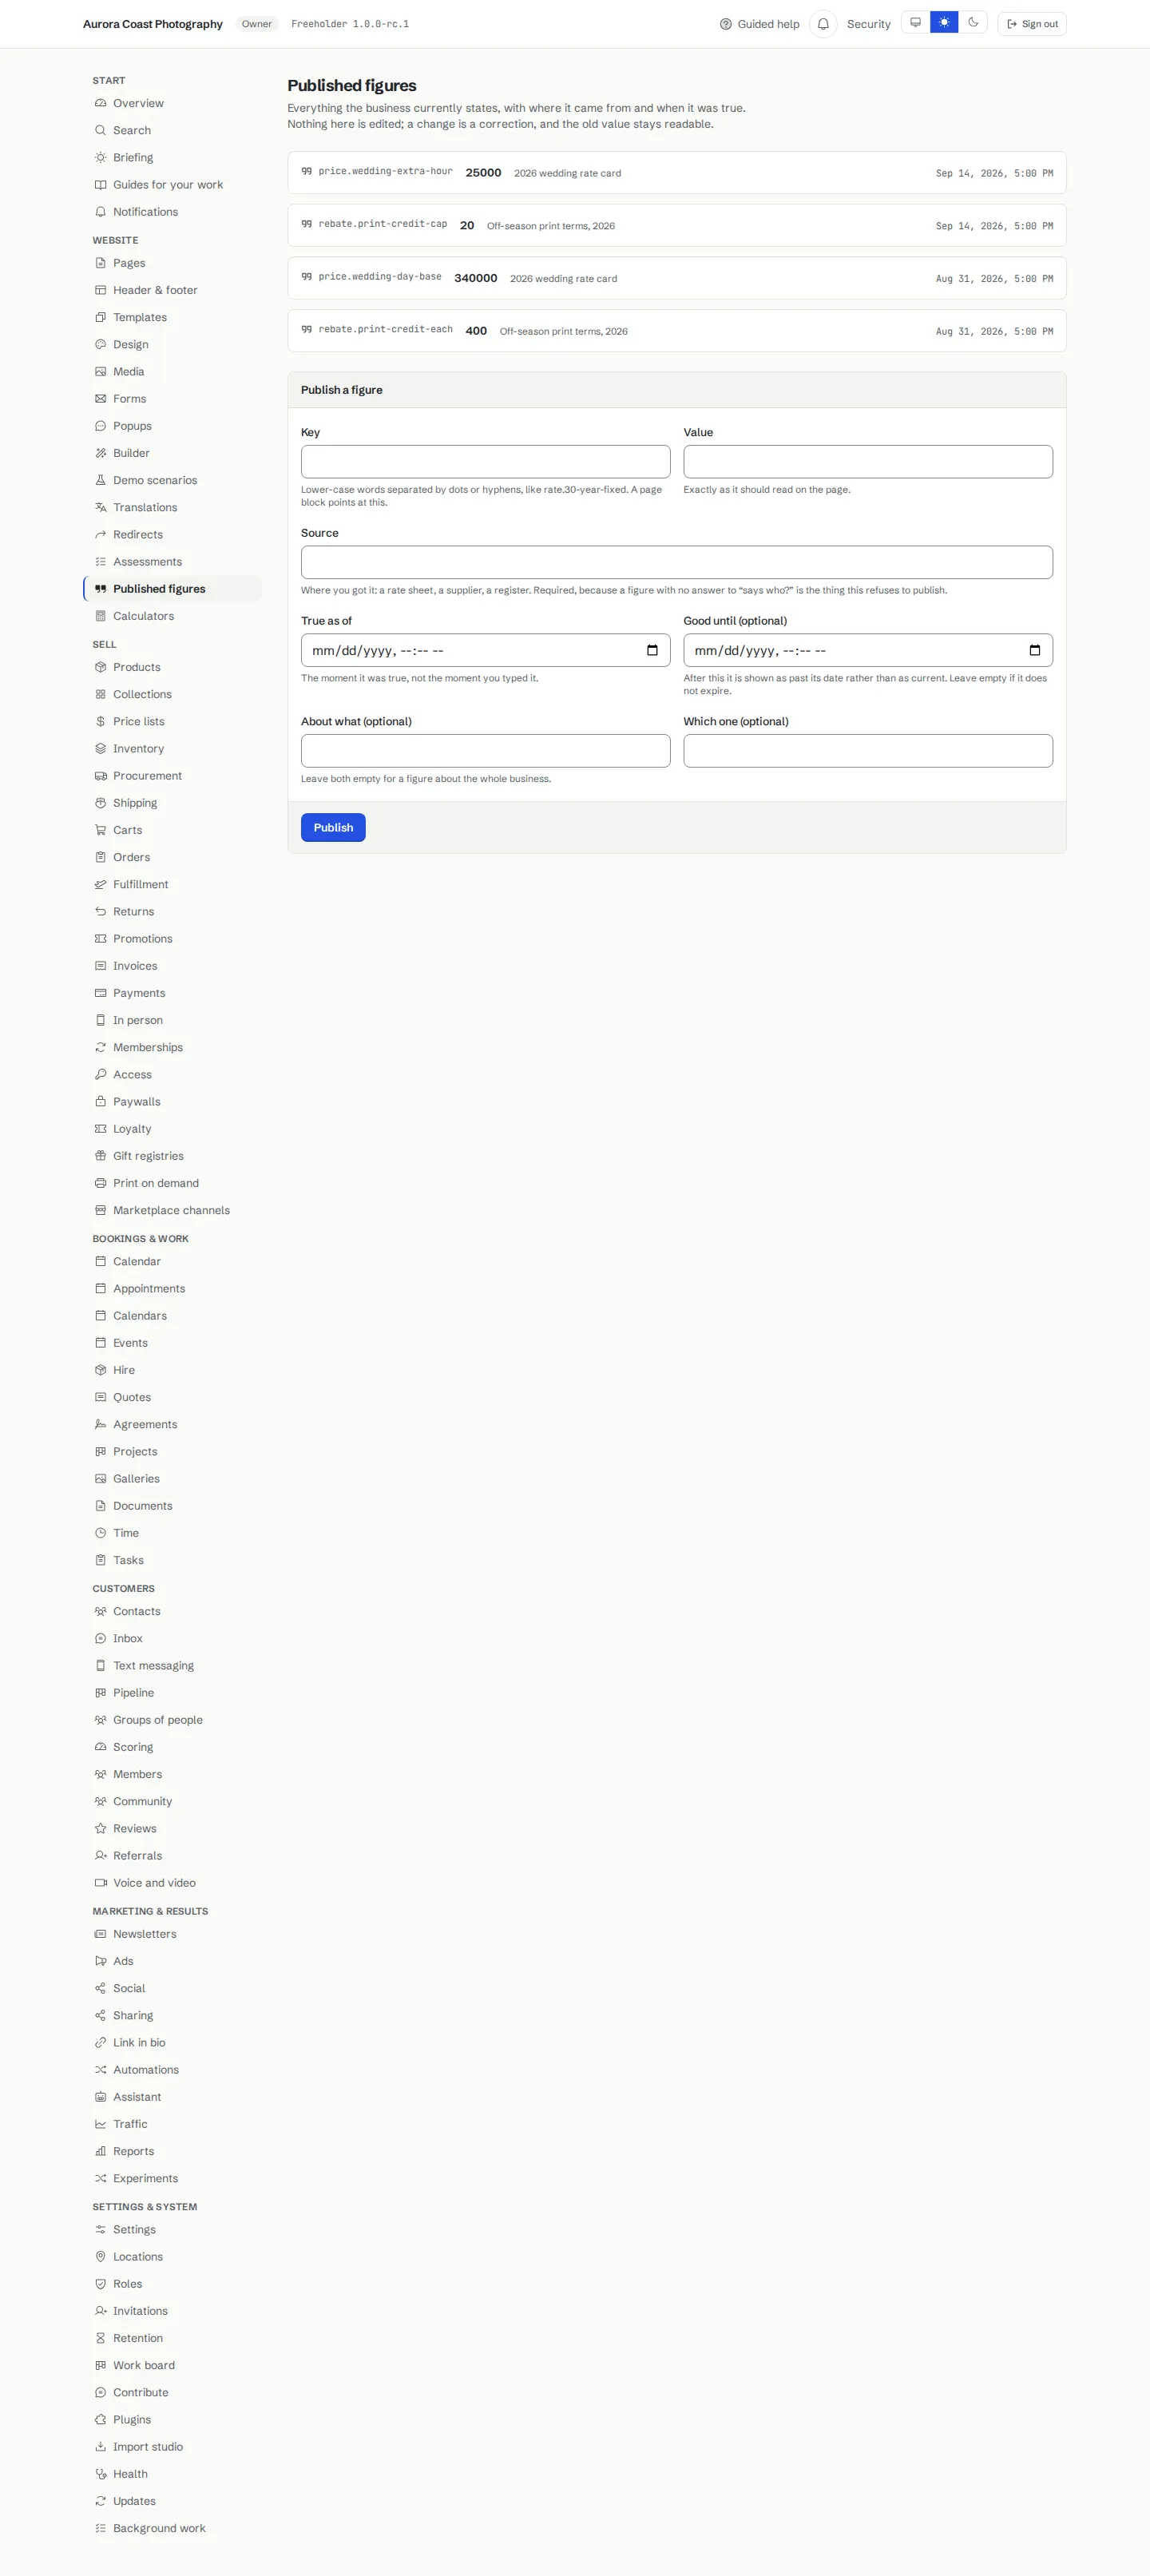 Aurora Coast Photography
Owner
Freeholder 1.0.0-rc.1
Guided help
Security
Sign out
START
Overview
Search
Briefing
Guides for your work
Notifications
WEBSITE
Pages
Header & footer
Templates
Design
Media
Forms
Popups
Builder
Demo scenarios
Translations
Redirects
Assessments
Published figures
Calculators
SELL
Products
Collections
Price lists
Inventory
Procurement
Shipping
Carts
Orders
Fulfillment
Returns
Promotions
Invoices
Payments
In person
Memberships
Access
Paywalls
Loyalty
Gift registries
Print on demand
Marketplace channels
BOOKINGS & WORK
Calendar
Appointments
Calendars
Events
Hire
Quotes
Agreements
Projects
Galleries
Documents
Time
Tasks
CUSTOMERS
Contacts
Inbox
Text messaging
Pipeline
Groups of people
Scoring
Members
Community
Reviews
Referrals
Voice and video
MARKETING & RESULTS
Newsletters
Ads
Social
Sharing
Link in bio
Automations
Assistant
Traffic
Reports
Experiments
SETTINGS & SYSTEM
Settings
Locations
Roles
Invitations
Retention
Work board
Contribute
Plugins
Import studio
Health
Updates
Background work
Published figures
Everything the business currently states, with where it came from and when it was true.
Nothing here is edited; a change is a correction, and the old value stays readable.
price.wedding-extra-hour 25000 2026 wedding rate card Sep 14, 2026, 5:00 PM
rebate.print-credit-cap 20 Off-season print terms, 2026 Sep 14, 2026, 5:00 PM
price.wedding-day-base 340000 2026 wedding rate card Aug 31, 2026, 5:00 PM
rebate.print-credit-each 400 Off-season print terms, 2026 Aug 31, 2026, 5:00 PM
Publish a figure
Key
Lower-case words separated by dots or hyphens, like rate.30-year-fixed. A page
block points at this.
Value
Exactly as it should read on the page.
Source
Where you got it: a rate sheet, a supplier, a register. Required, because a figure with no answer to “says who?” is the thing this refuses to publish.
True as of
mm/dd/yyyy, --:-- --
The moment it was true, not the moment you typed it.
Good until (optional)
mm/dd/yyyy, --:-- --
After this it is shown as past its date rather than as current. Leave empty if it does
not expire.
About what (optional)
Leave both empty for a figure about the whole business.
Which one (optional)
Publish